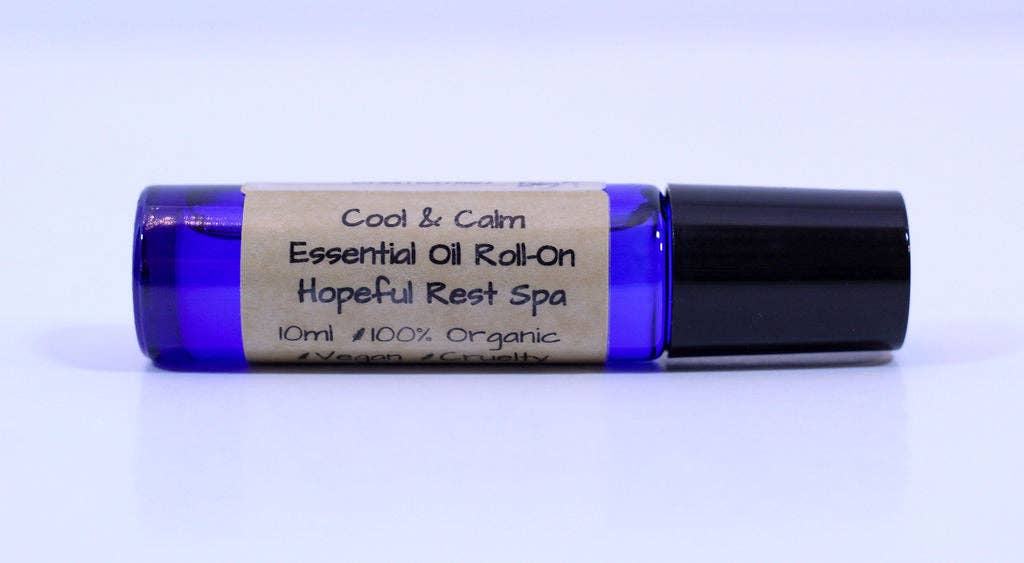 Cool & Calm
Essential Oil Roll-On
Hopeful Rest Spa
10ml 100% Organic
Vegan Cruelty